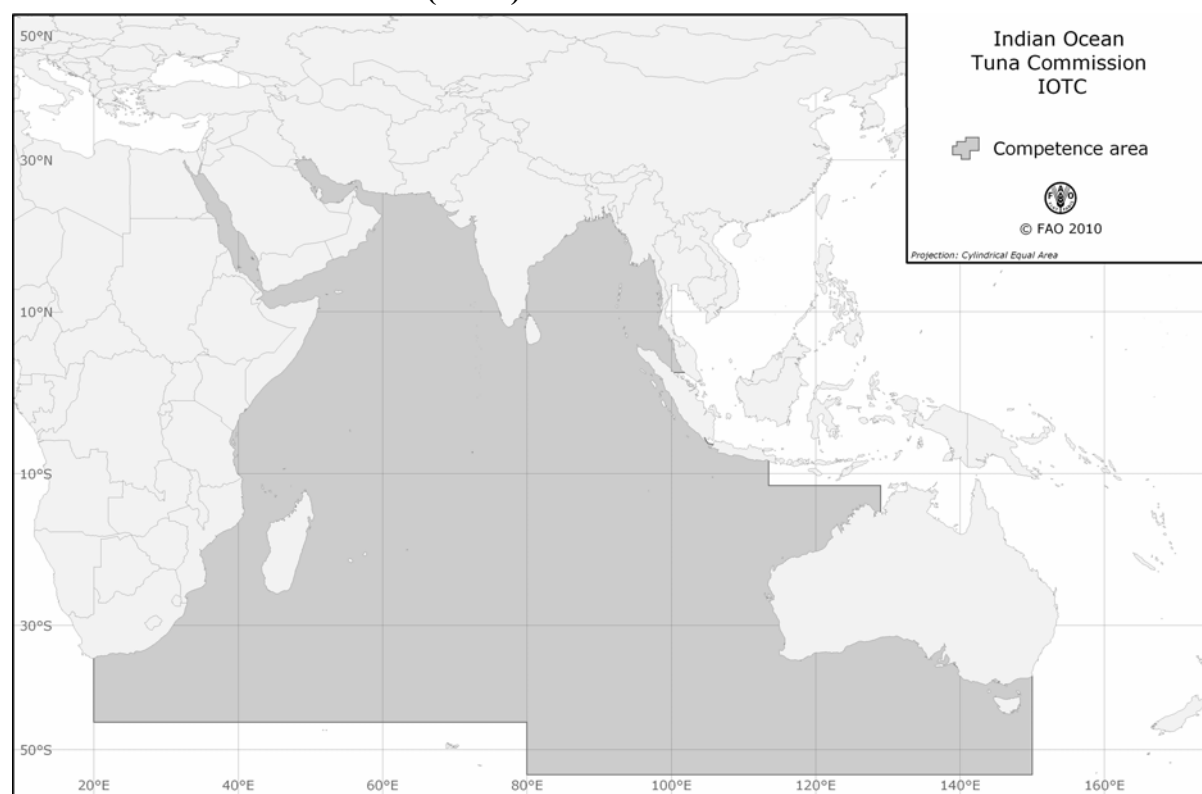 Indian Ocean
Tuna Commission
IOTC
Competence area
F A O
© FAO 2010
Projection: Cylindrical Equal Area
50°N
30°N
10°N
10°S
30°S
50°S
20°E
40°E
60°E
80°E
100°E
120°E
140°E
160°E